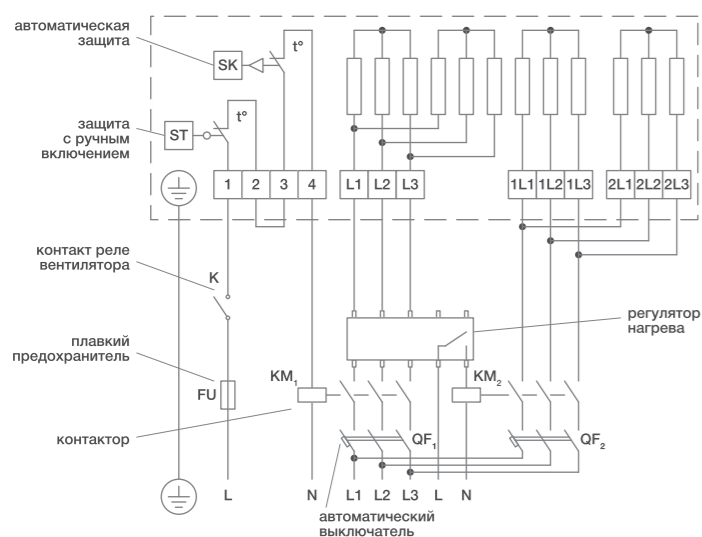 автоматическая
защита
SK
t°
защита
с ручным
включением
ST
t°
1 2 3 4
L1 L2 L3
1L1 1L2 1L3
2L1 2L2 2L3
контакт реле
вентилятора
K
регулятор
нагрева
плавкий
предохранитель
FU
KM1
KM2
контактор
QF1
QF2
L N L1 L2 L3 L N
автоматический
выключатель